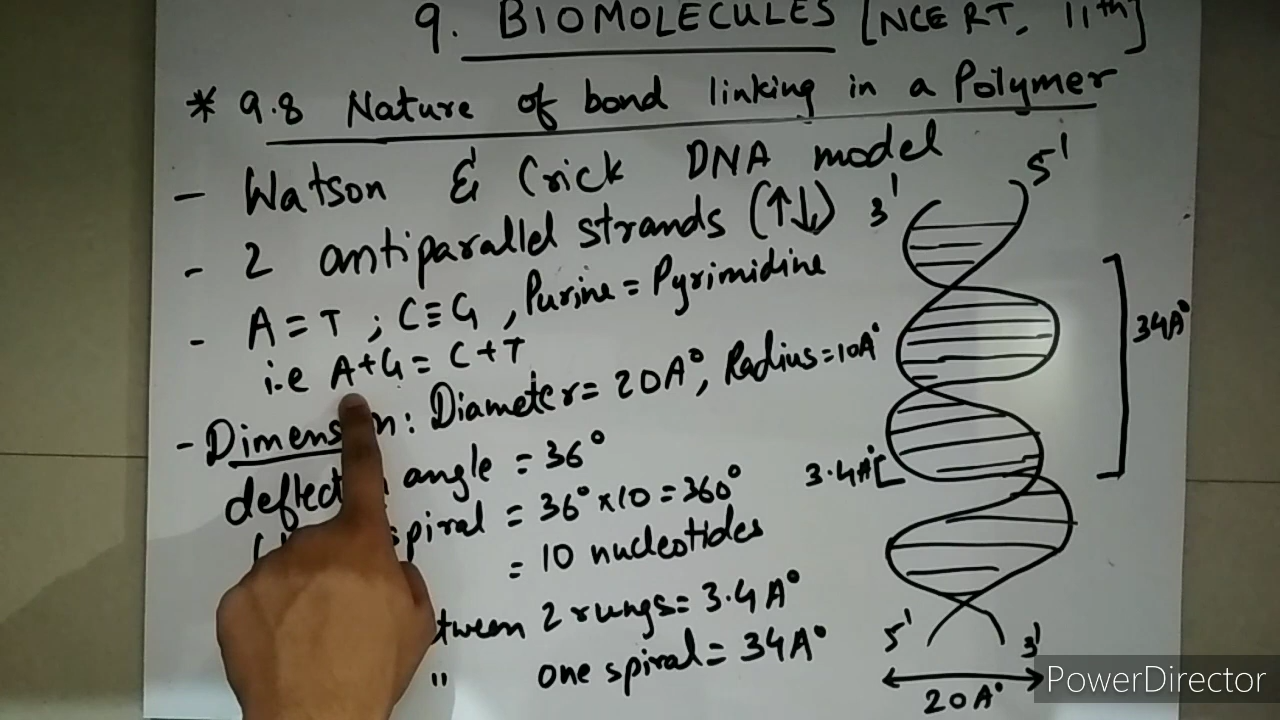 9. BIOMOLECULES [NCERT, 11th]
* 9.8 Nature of bond linking in a Polymer
- Watson & Crick DNA model
- 2 antiparallel strands (↑↓)
- A=T ; C≡G , Purine = Pyrimidine
i.e A+G = C+T
- Dimens n: Diameter = 20A°, Radius = 10A°
deflect angle = 36°
spiral = 36° x 10 = 360°
= 10 nucleotides
tween 2 rungs = 3.4A°
" one spiral = 34A°
3' 5'
34A°
3.4A°
5' 3'
20A°
PowerDirector